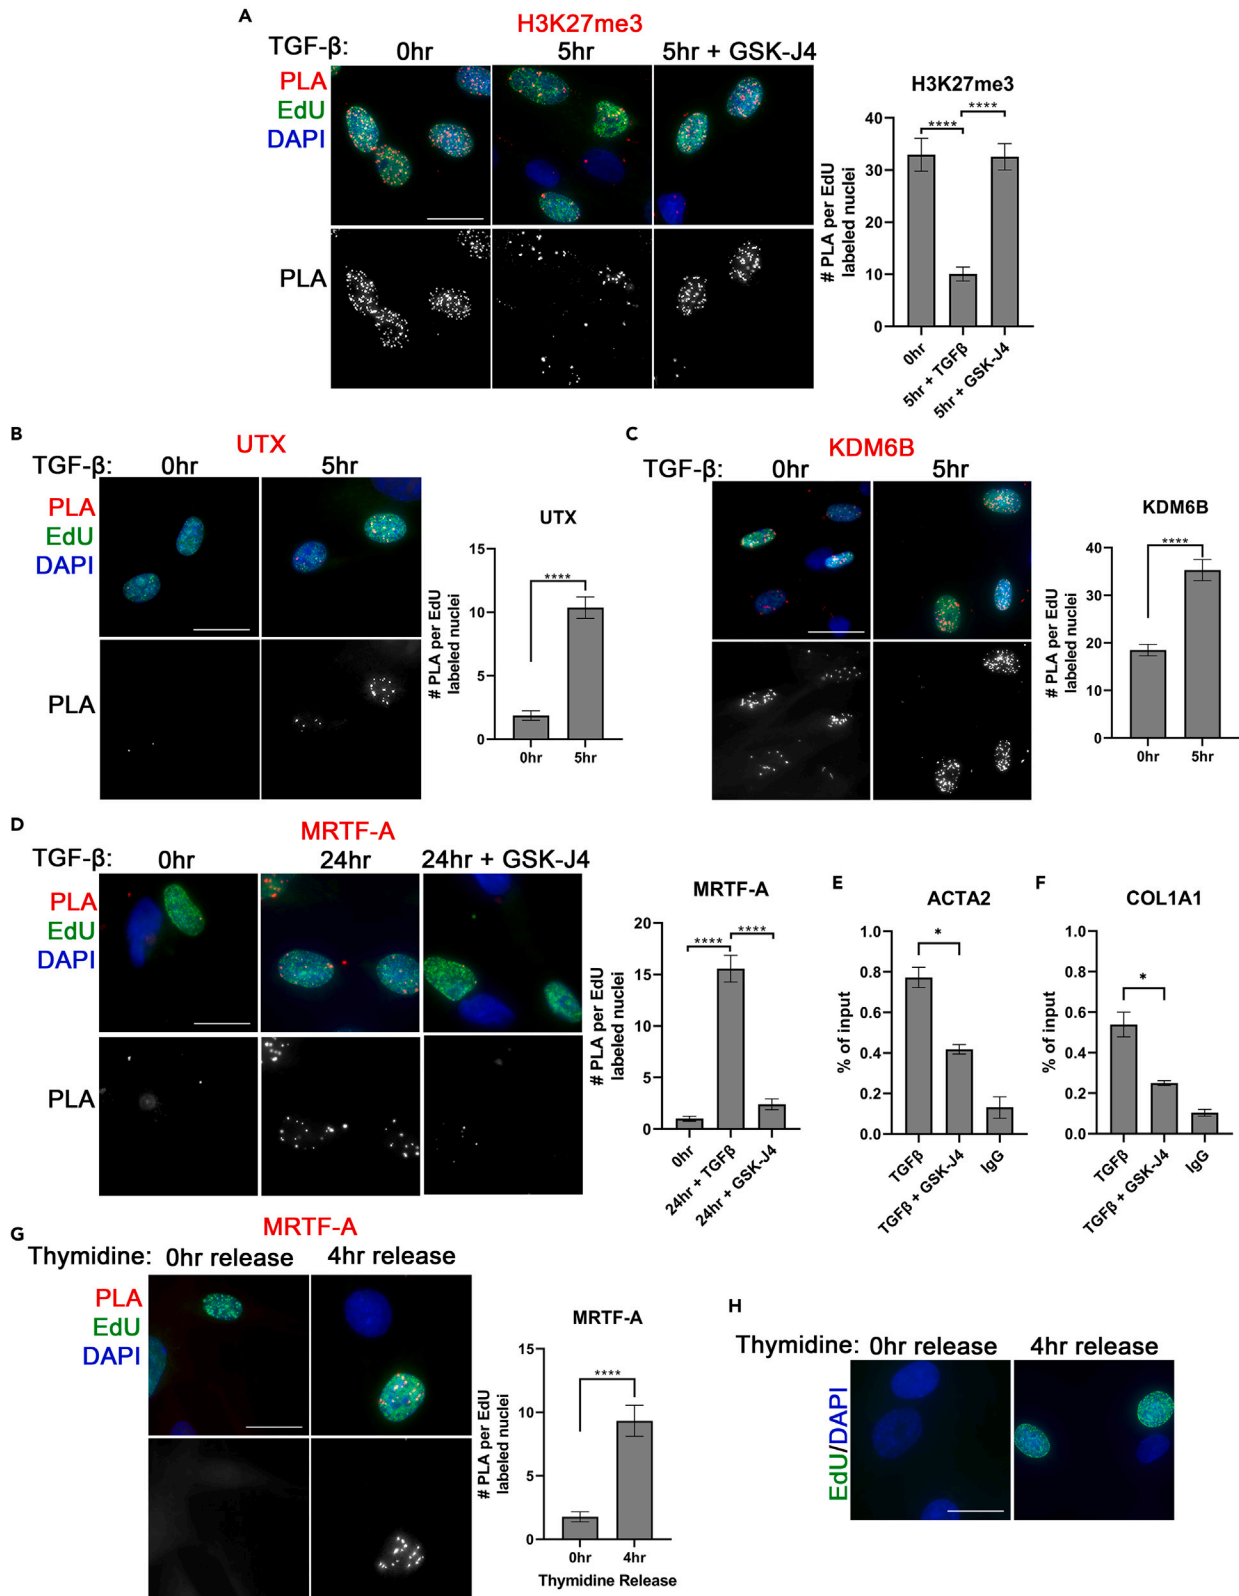 A
H3K27me3
TGF-β: 0hr 5hr 5hr + GSK-J4
PLA
EdU
DAPI
PLA
H3K27me3
**** ****
# PLA per EdU
labeled nuclei
40
30
20
10
0
0hr
5hr + TGFβ
5hr + GSK-J4
B
UTX
TGF-β: 0hr 5hr
PLA
EdU
DAPI
PLA
UTX
****
# PLA per EdU
labeled nuclei
15
10
5
0
0hr 5hr
C
KDM6B
TGF-β: 0hr 5hr
KDM6B
****
# PLA per EdU
labeled nuclei
40
30
20
10
0
0hr 5hr
D
MRTF-A
TGF-β: 0hr 24hr 24hr + GSK-J4
PLA
EdU
DAPI
PLA
MRTF-A
**** ****
# PLA per EdU
labeled nuclei
20
15
10
5
0
0hr
24hr + TGFβ
24hr + GSK-J4
E
ACTA2
*
% of input
1.0
0.8
0.6
0.4
0.2
0.0
TGFβ
TGFβ + GSK-J4
IgG
F
COL1A1
*
% of input
1.0
0.8
0.6
0.4
0.2
0.0
TGFβ
TGFβ + GSK-J4
IgG
G
MRTF-A
Thymidine: 0hr release 4hr release
PLA
EdU
DAPI
MRTF-A
****
# PLA per EdU
labeled nuclei
15
10
5
0
0hr 4hr
Thymidine Release
H
Thymidine: 0hr release 4hr release
EdU/DAPI